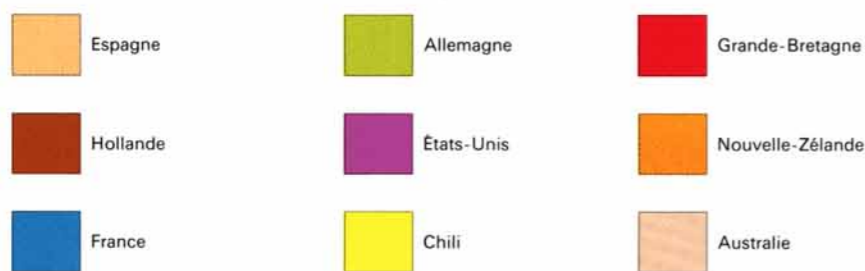 Espagne
Allemagne
Grande-Bretagne
Hollande
États-Unis
Nouvelle-Zélande
France
Chili
Australie